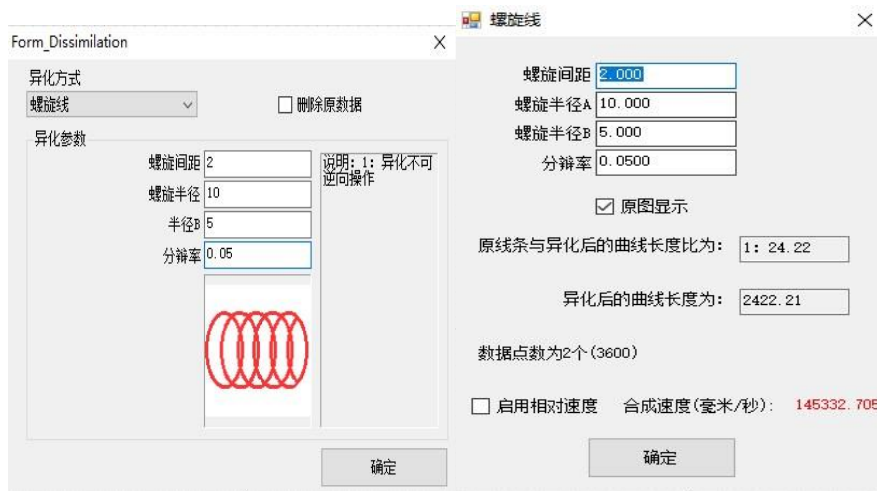 Form_Dissimilation
异化方式
螺旋线
删除原数据
异化参数
螺旋间距 2
螺旋半径 10
半径B 5
分辩率 0.05
说明: 1: 异化不可
逆向操作
确定
螺旋线
螺旋间距 2.000
螺旋半径A 10.000
螺旋半径B 5.000
分辩率 0.0500
原图显示
原线条与异化后的曲线长度比为: 1: 24.22
异化后的曲线长度为: 2422.21
数据点数为2个(3600)
启用相对速度 合成速度(毫米/秒): 145332.705
确定